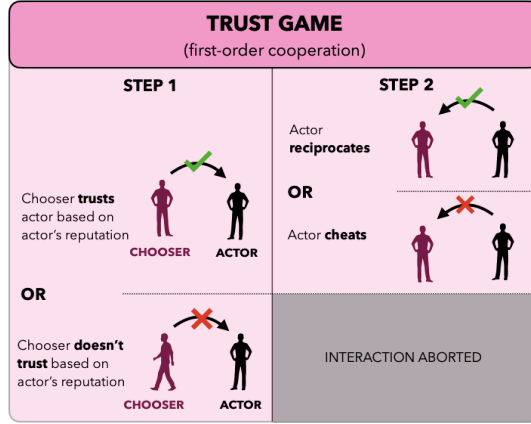 TRUST GAME
(first-order cooperation)
STEP 1
Chooser trusts
actor based on
actor's reputation
CHOOSER
ACTOR
OR
Chooser doesn't
trust based on
actor's reputation
CHOOSER
ACTOR
STEP 2
Actor
reciprocates
OR
Actor cheats
INTERACTION ABORTED